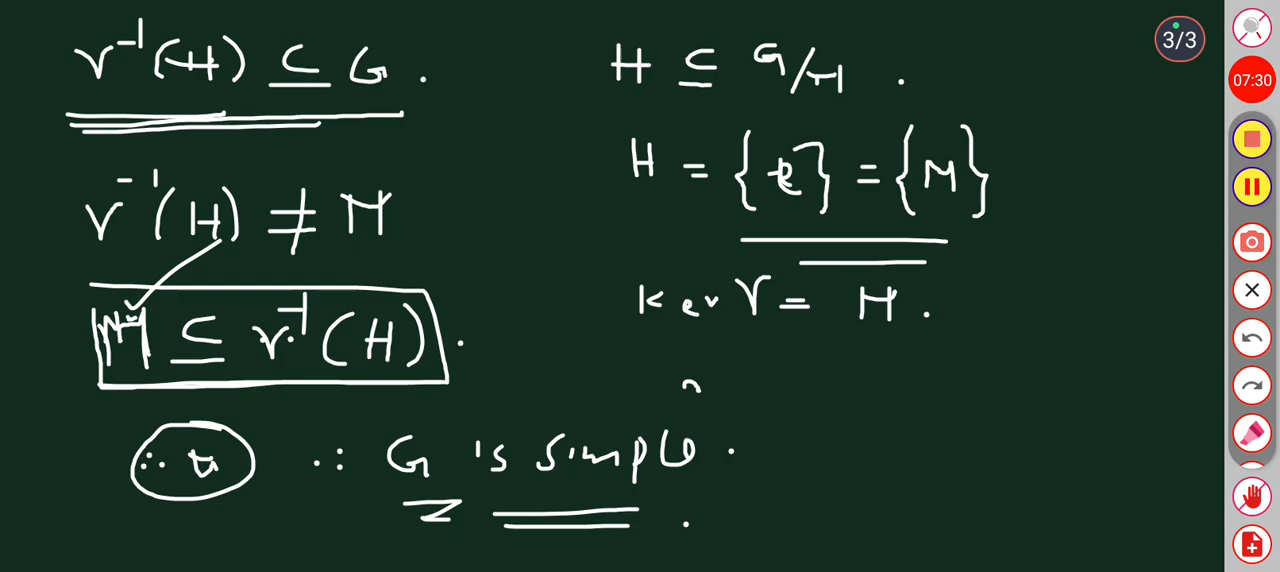 γ⁻¹(H) ⊆ G .
γ⁻¹(H) ≠ M
M ⊆ γ⁻¹(H) .
∴ G is simple .
H ⊆ G/M .
H = {e} = {M}
Ker γ = M .
3/3
07:30